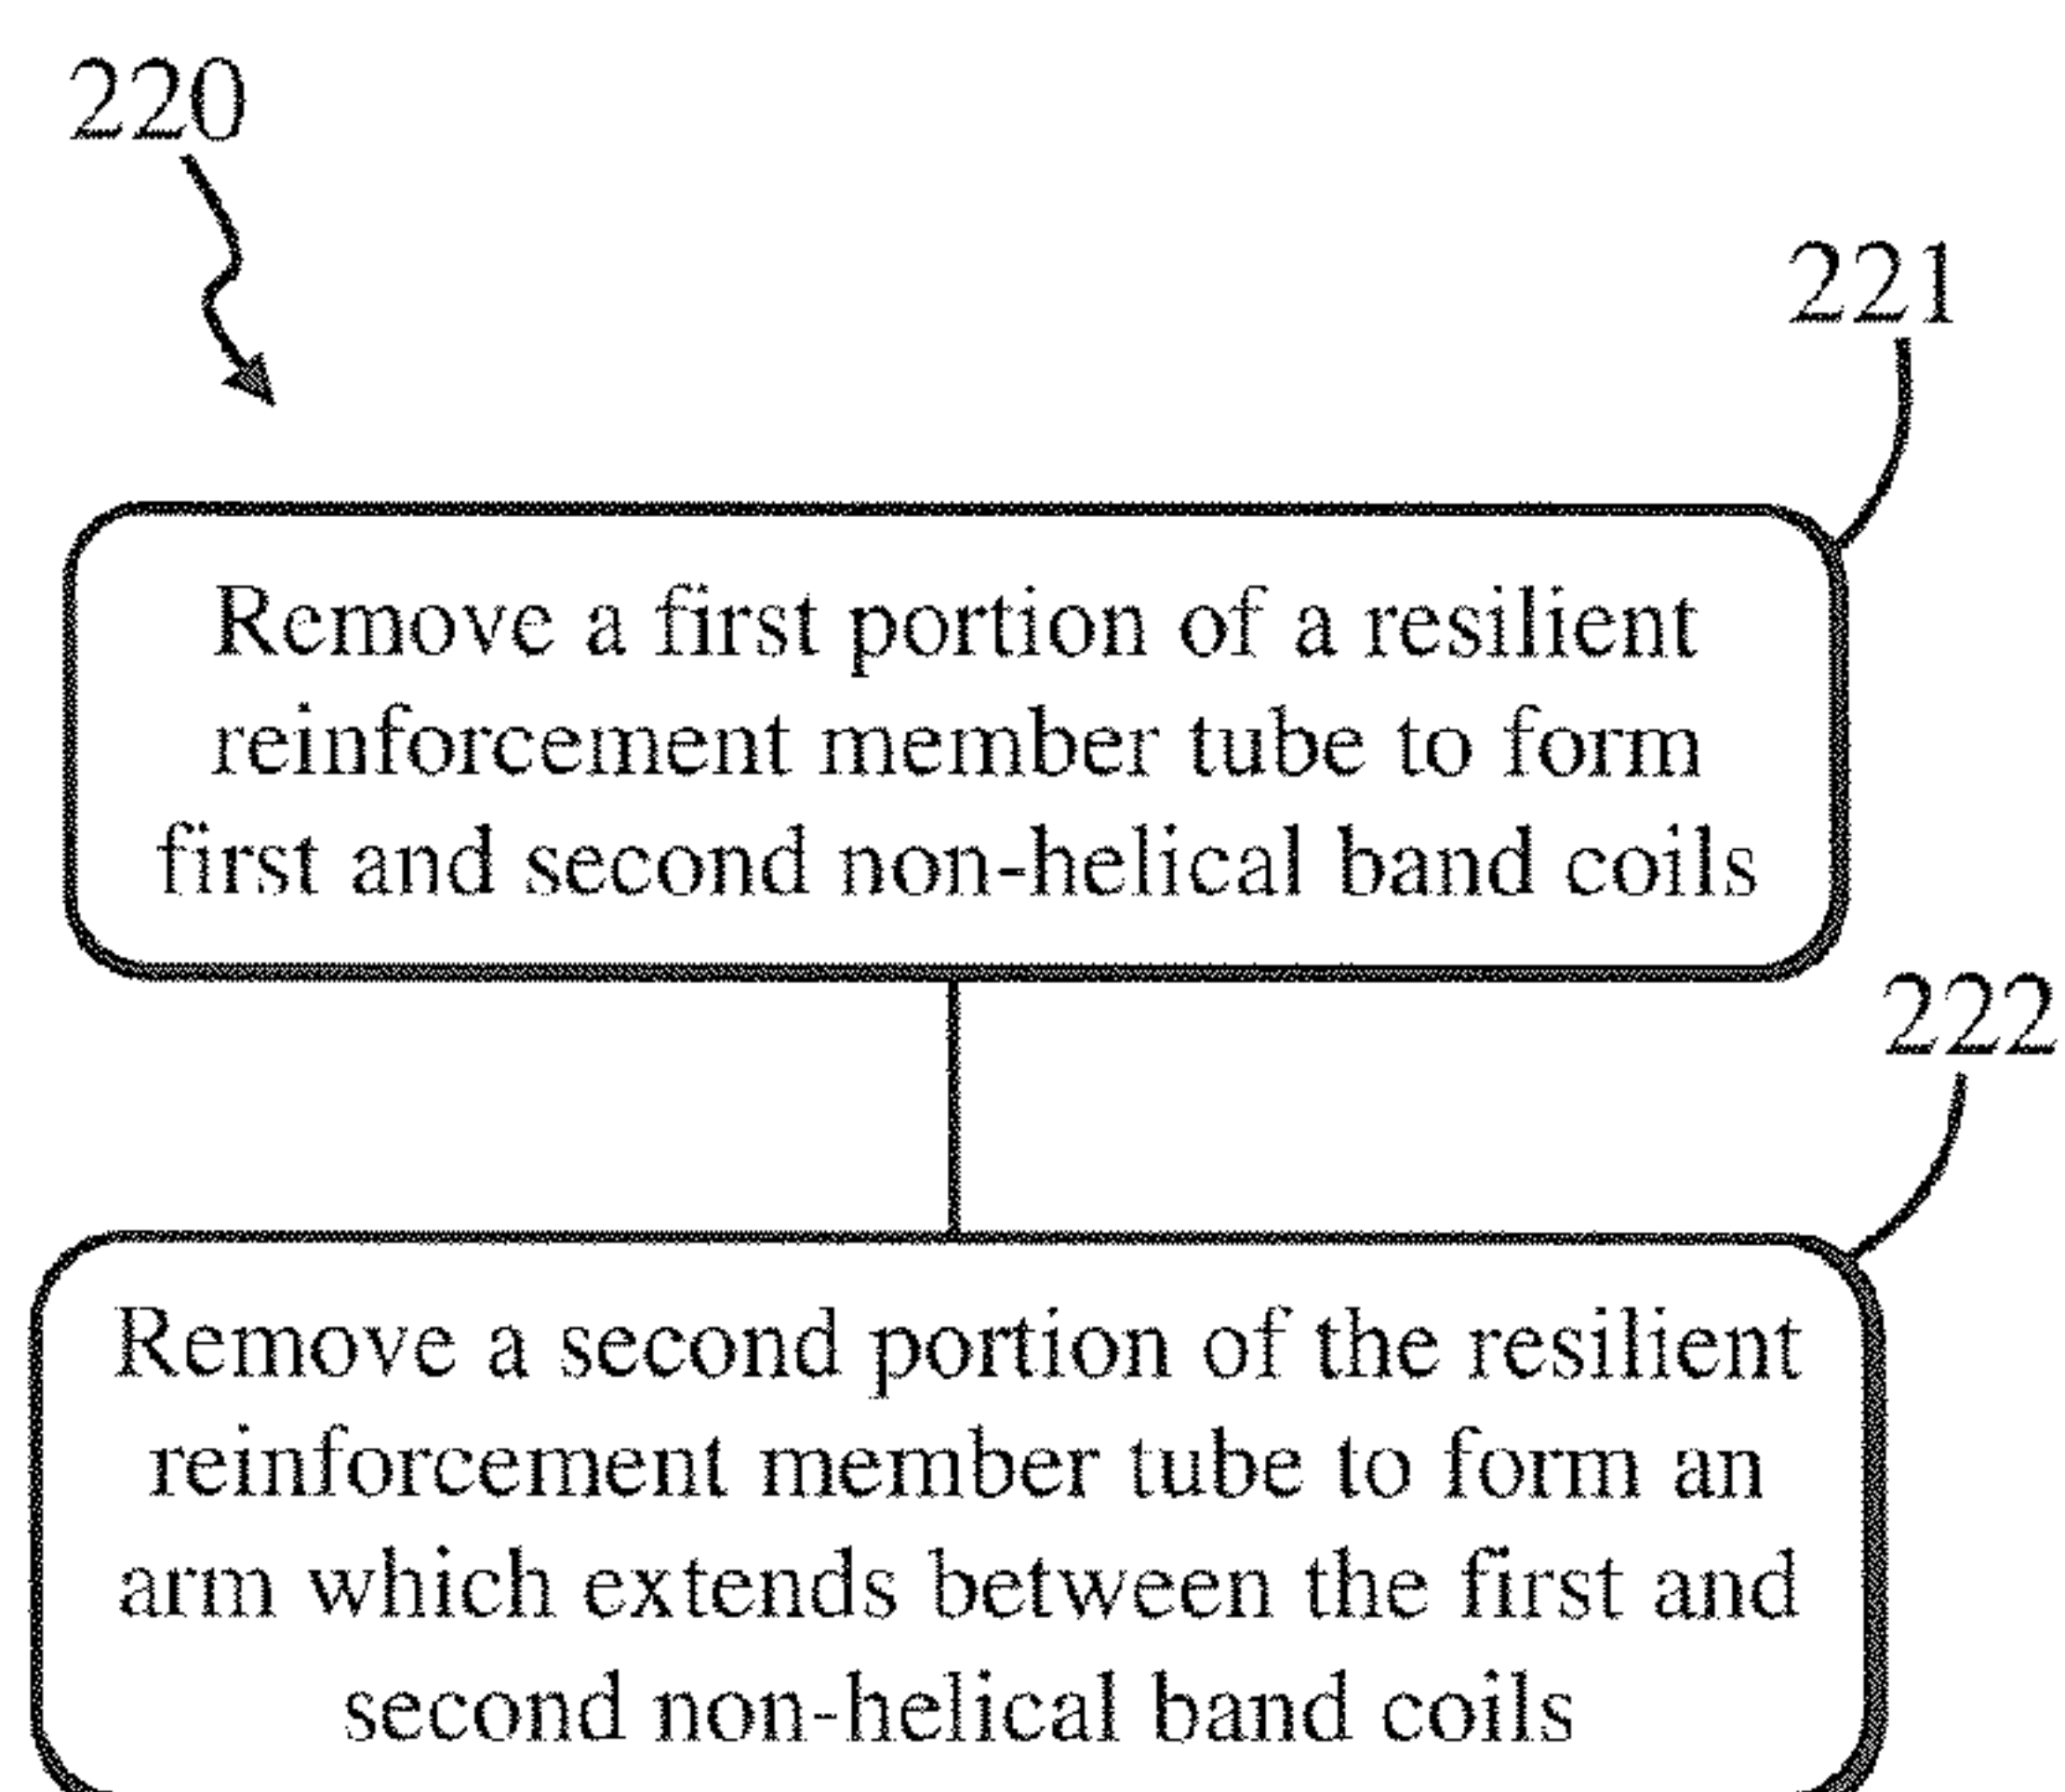 220
221
Remove a first portion of a resilient
reinforcement member tube to form
first and second non-helical band coils
222
Remove a second portion of the resilient
reinforcement member tube to form an
arm which extends between the first and
second non-helical band coils